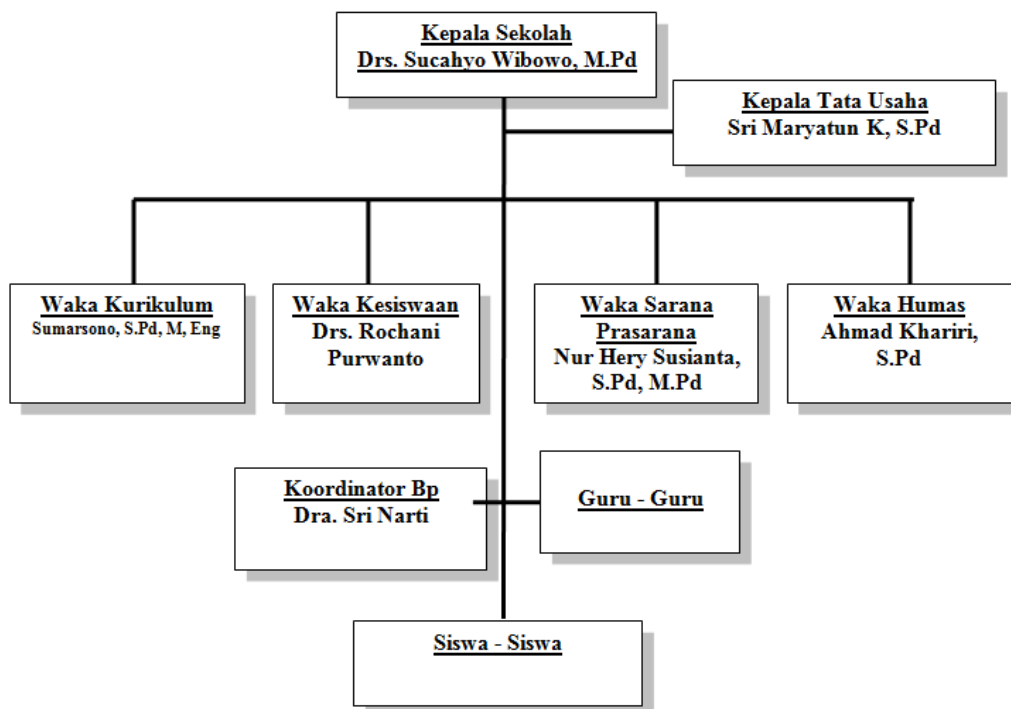 Kepala Sekolah
Drs. Sucahyo Wibowo, M.Pd
Kepala Tata Usaha
Sri Maryatun K, S.Pd
Waka Kurikulum
Sumarsono, S.Pd, M, Eng
Waka Kesiswaan
Drs. Rochani
Purwanto
Waka Sarana
Prasarana
Nur Hery Susianta,
S.Pd, M.Pd
Waka Humas
Ahmad Khariri,
S.Pd
Koordinator Bp
Dra. Sri Narti
Guru - Guru
Siswa - Siswa